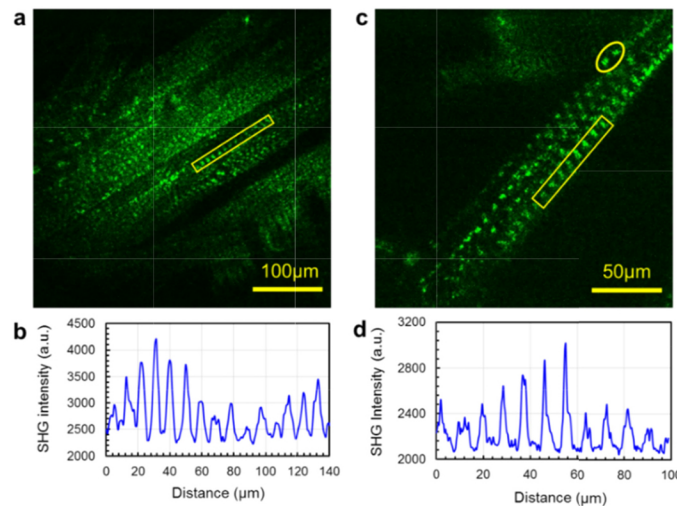 a
c
100µm
50µm
b
d
SHG intensity (a.u.)
4500
4000
3500
3000
2500
2000
0 20 40 60 80 100 120 140
Distance (µm)
SHG Intensity (a.u.)
3200
2800
2400
2000
0 20 40 60 80 100
Distance (µm)